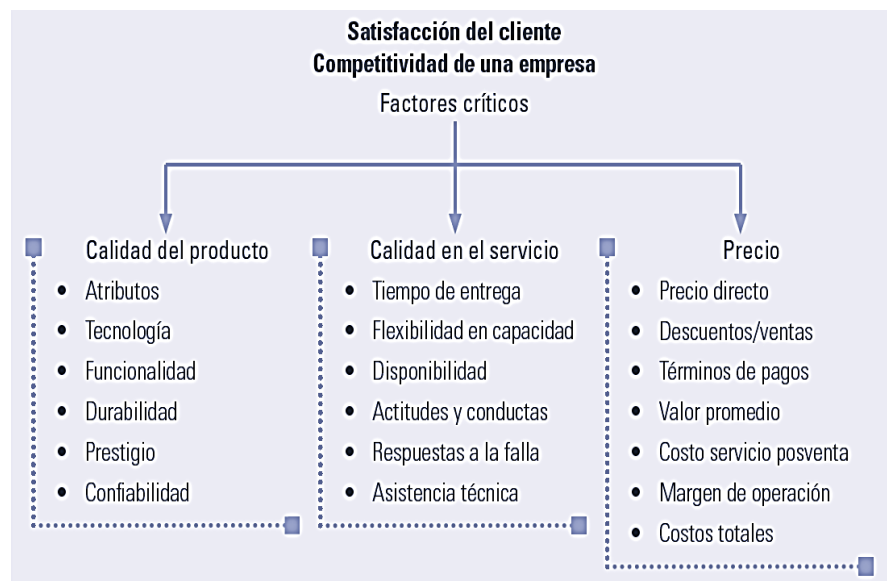 Satisfacción del cliente
Competitividad de una empresa
Factores críticos
Calidad del producto
• Atributos
• Tecnología
• Funcionalidad
• Durabilidad
• Prestigio
• Confiabilidad
Calidad en el servicio
• Tiempo de entrega
• Flexibilidad en capacidad
• Disponibilidad
• Actitudes y conductas
• Respuestas a la falla
• Asistencia técnica
Precio
• Precio directo
• Descuentos/ventas
• Términos de pagos
• Valor promedio
• Costo servicio posventa
• Margen de operación
• Costos totales